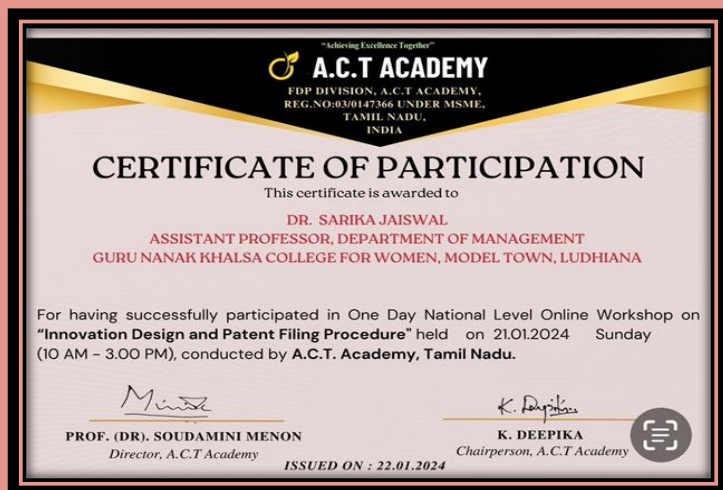 "Achieving Excellence Together"
A.C.T ACADEMY
FDP DIVISION, A.C.T ACADEMY,
REG.NO:03/0147366 UNDER MSME,
TAMIL NADU,
INDIA
CERTIFICATE OF PARTICIPATION
This certificate is awarded to
DR. SARIKA JAISWAL
ASSISTANT PROFESSOR, DEPARTMENT OF MANAGEMENT
GURU NANAK KHALSA COLLEGE FOR WOMEN, MODEL TOWN, LUDHIANA
For having successfully participated in One Day National Level Online Workshop on
"Innovation Design and Patent Filing Procedure" held on 21.01.2024 Sunday
(10 AM - 3.00 PM), conducted by A.C.T. Academy, Tamil Nadu.
K. Deepika
PROF. (DR). SOUDAMINI MENON
Director, A.C.T Academy
K. DEEPIKA
Chairperson, A.C.T Academy
ISSUED ON : 22.01.2024